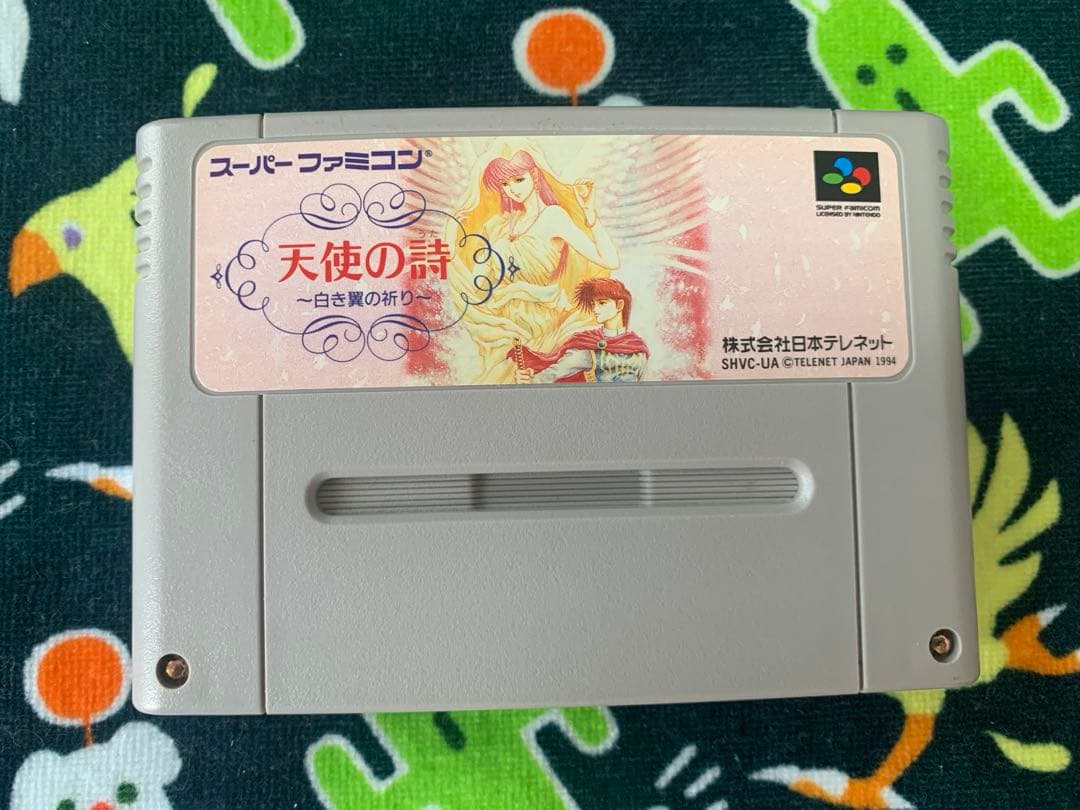 スーパーファミコン®
天使の詩
うた
～白き翼の祈り～
SUPER Famicom
LICENSED BY NINTENDO
株式会社日本テレネット
SHVC-UA ©TELENET JAPAN 1994